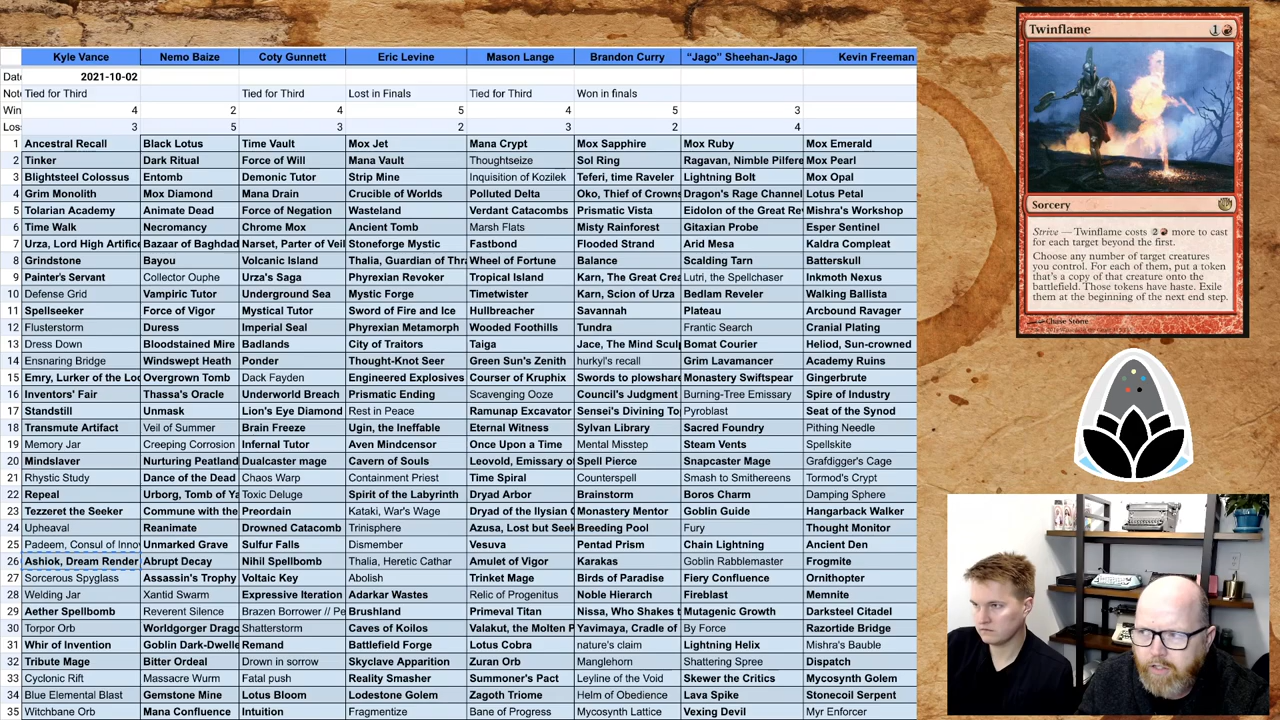 Kyle Vance Nemo Baize Coty Gunnett Eric Levine Mason Lange Brandon Curry “Jago” Sheehan-Jago Kevin Freeman
Date 2021-10-02
Not Tied for Third Tied for Third Lost in Finals Tied for Third Won in finals
Win 4 2 4 5 4 5 3
Los 3 5 3 2 3 2 4
1 Ancestral Recall Black Lotus Time Vault Mox Jet Mana Crypt Mox Sapphire Mox Ruby Mox Emerald
2 Tinker Dark Ritual Force of Will Mana Vault Thoughtseize Sol Ring Ragavan, Nimble Pilfere Mox Pearl
3 Blightsteel Colossus Entomb Demonic Tutor Strip Mine Inquisition of Kozilek Teferi, time Raveler Lightning Bolt Mox Opal
4 Grim Monolith Mox Diamond Mana Drain Crucible of Worlds Polluted Delta Oko, Thief of Crowns Dragon's Rage Channel Lotus Petal
5 Tolarian Academy Animate Dead Force of Negation Wasteland Verdant Catacombs Prismatic Vista Eidolon of the Great Re Mishra's Workshop
6 Time Walk Necromancy Chrome Mox Ancient Tomb Marsh Flats Misty Rainforest Gitaxian Probe Esper Sentinel
7 Urza, Lord High Artifice Bazaar of Baghdad Narset, Parter of Veil Stoneforge Mystic Fastbond Flooded Strand Arid Mesa Kaldra Compleat
8 Grindstone Bayou Volcanic Island Thalia, Guardian of Thra Wheel of Fortune Balance Scalding Tarn Batterskull
9 Painter's Servant Collector Ouphe Urza's Saga Phyrexian Revoker Tropical Island Karn, The Great Crea Lutri, the Spellchaser Inkmoth Nexus
10 Defense Grid Vampiric Tutor Underground Sea Mystic Forge Timetwister Karn, Scion of Urza Bedlam Reveler Walking Ballista
11 Spellseeker Force of Vigor Mystical Tutor Sword of Fire and Ice Hullbreacher Savannah Plateau Arcbound Ravager
12 Flusterstorm Duress Imperial Seal Phyrexian Metamorph Wooded Foothills Tundra Frantic Search Cranial Plating
13 Dress Down Bloodstained Mire Badlands City of Traitors Taiga Jace, The Mind Sculp Bomat Courier Heliod, Sun-crowned
14 Ensnaring Bridge Windswept Heath Ponder Thought-Knot Seer Green Sun's Zenith hurkyl's recall Grim Lavamancer Academy Ruins
15 Emry, Lurker of the Loc Overgrown Tomb Dack Fayden Engineered Explosives Courser of Kruphix Swords to plowshare Monastery Swiftspear Gingerbrute
16 Inventors' Fair Thassa's Oracle Underworld Breach Prismatic Ending Scavenging Ooze Council's Judgment Burning-Tree Emissary Spire of Industry
17 Standstill Unmask Lion's Eye Diamond Rest in Peace Ramunap Excavator Sensei's Divining To Pyroblast Seat of the Synod
18 Transmute Artifact Veil of Summer Brain Freeze Ugin, the Ineffable Eternal Witness Sylvan Library Sacred Foundry Pithing Needle
19 Memory Jar Creeping Corrosion Infernal Tutor Aven Mindcensor Once Upon a Time Mental Misstep Steam Vents Spellskite
20 Mindslaver Nurturing Peatland Dualcaster mage Cavern of Souls Leovold, Emissary o Spell Pierce Snapcaster Mage Grafdigger's Cage
21 Rhystic Study Dance of the Dead Chaos Warp Containment Priest Time Spiral Counterspell Smash to Smithereens Tormod's Crypt
22 Repeal Urborg, Tomb of Ya Toxic Deluge Spirit of the Labyrinth Dryad Arbor Brainstorm Boros Charm Damping Sphere
23 Tezzeret the Seeker Commune with the Preordain Kataki, War's Wage Dryad of the Ilysian G Monastery Mentor Goblin Guide Hangarback Walker
24 Upheaval Reanimate Drowned Catacomb Trinisphere Azusa, Lost but Seek Breeding Pool Fury Thought Monitor
25 Padeem, Consul of Innov Unmarked Grave Sulfur Falls Dismember Vesuva Pentad Prism Chain Lightning Ancient Den
26 Ashiok, Dream Render Abrupt Decay Nihil Spellbomb Thalia, Heretic Cathar Amulet of Vigor Karakas Goblin Rabblemaster Frogmite
27 Sorcerous Spyglass Assassin's Trophy Voltaic Key Abolish Trinket Mage Birds of Paradise Fiery Confluence Ornithopter
28 Welding Jar Xantid Swarm Expressive Iteration Adarkar Wastes Relic of Progenitus Noble Hierarch Fireblast Memnite
29 Aether Spellbomb Reverent Silence Brazen Borrower // Pe Brushland Primeval Titan Nissa, Who Shakes t Mutagenic Growth Darksteel Citadel
30 Torpor Orb Worldgorger Drago Shatterstorm Caves of Koilos Valakut, the Molten P Yavimaya, Cradle of By Force Razortide Bridge
31 Whir of Invention Goblin Dark-Dwelle Remand Battlefield Forge Lotus Cobra nature's claim Lightning Helix Mishra's Bauble
32 Tribute Mage Bitter Ordeal Drown in sorrow Skyclave Apparition Zuran Orb Manglehorn Shattering Spree Dispatch
33 Cyclonic Rift Massacre Wurm Fatal push Reality Smasher Summoner's Pact Leyline of the Void Skewer the Critics Mycosynth Golem
34 Blue Elemental Blast Gemstone Mine Lotus Bloom Lodestone Golem Zagoth Triome Helm of Obedience Lava Spike Stonecoil Serpent
35 Witchbane Orb Mana Confluence Intuition Fragmentize Bane of Progress Mycosynth Lattice Vexing Devil Myr Enforcer
Twinflame 1
Sorcery
Strive — Twinflame costs 2 more to cast
for each target beyond the first.
Choose any number of target creatures
you control. For each of them, put a token
that's a copy of that creature onto the
battlefield. Those tokens have haste. Exile
them at the beginning of the next end step.
Chase Stone